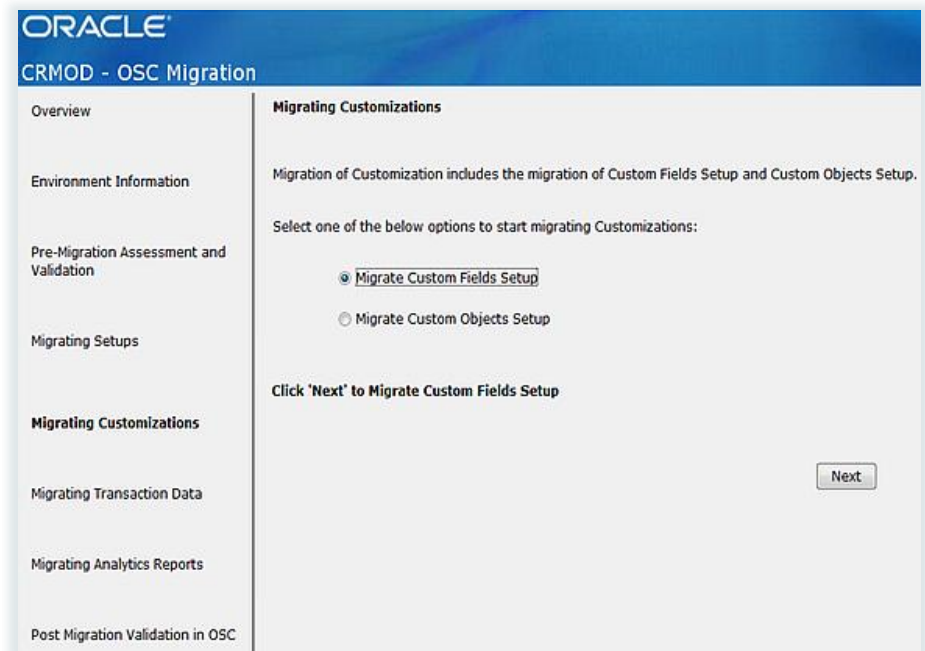 ORACLE
CRMOD - OSC Migration
Overview
Environment Information
Pre-Migration Assessment and
Validation
Migrating Setups
Migrating Customizations
Migrating Transaction Data
Migrating Analytics Reports
Post Migration Validation in OSC
Migrating Customizations
Migration of Customization includes the migration of Custom Fields Setup and Custom Objects Setup.
Select one of the below options to start migrating Customizations:
Migrate Custom Fields Setup
Migrate Custom Objects Setup
Click 'Next' to Migrate Custom Fields Setup
Next